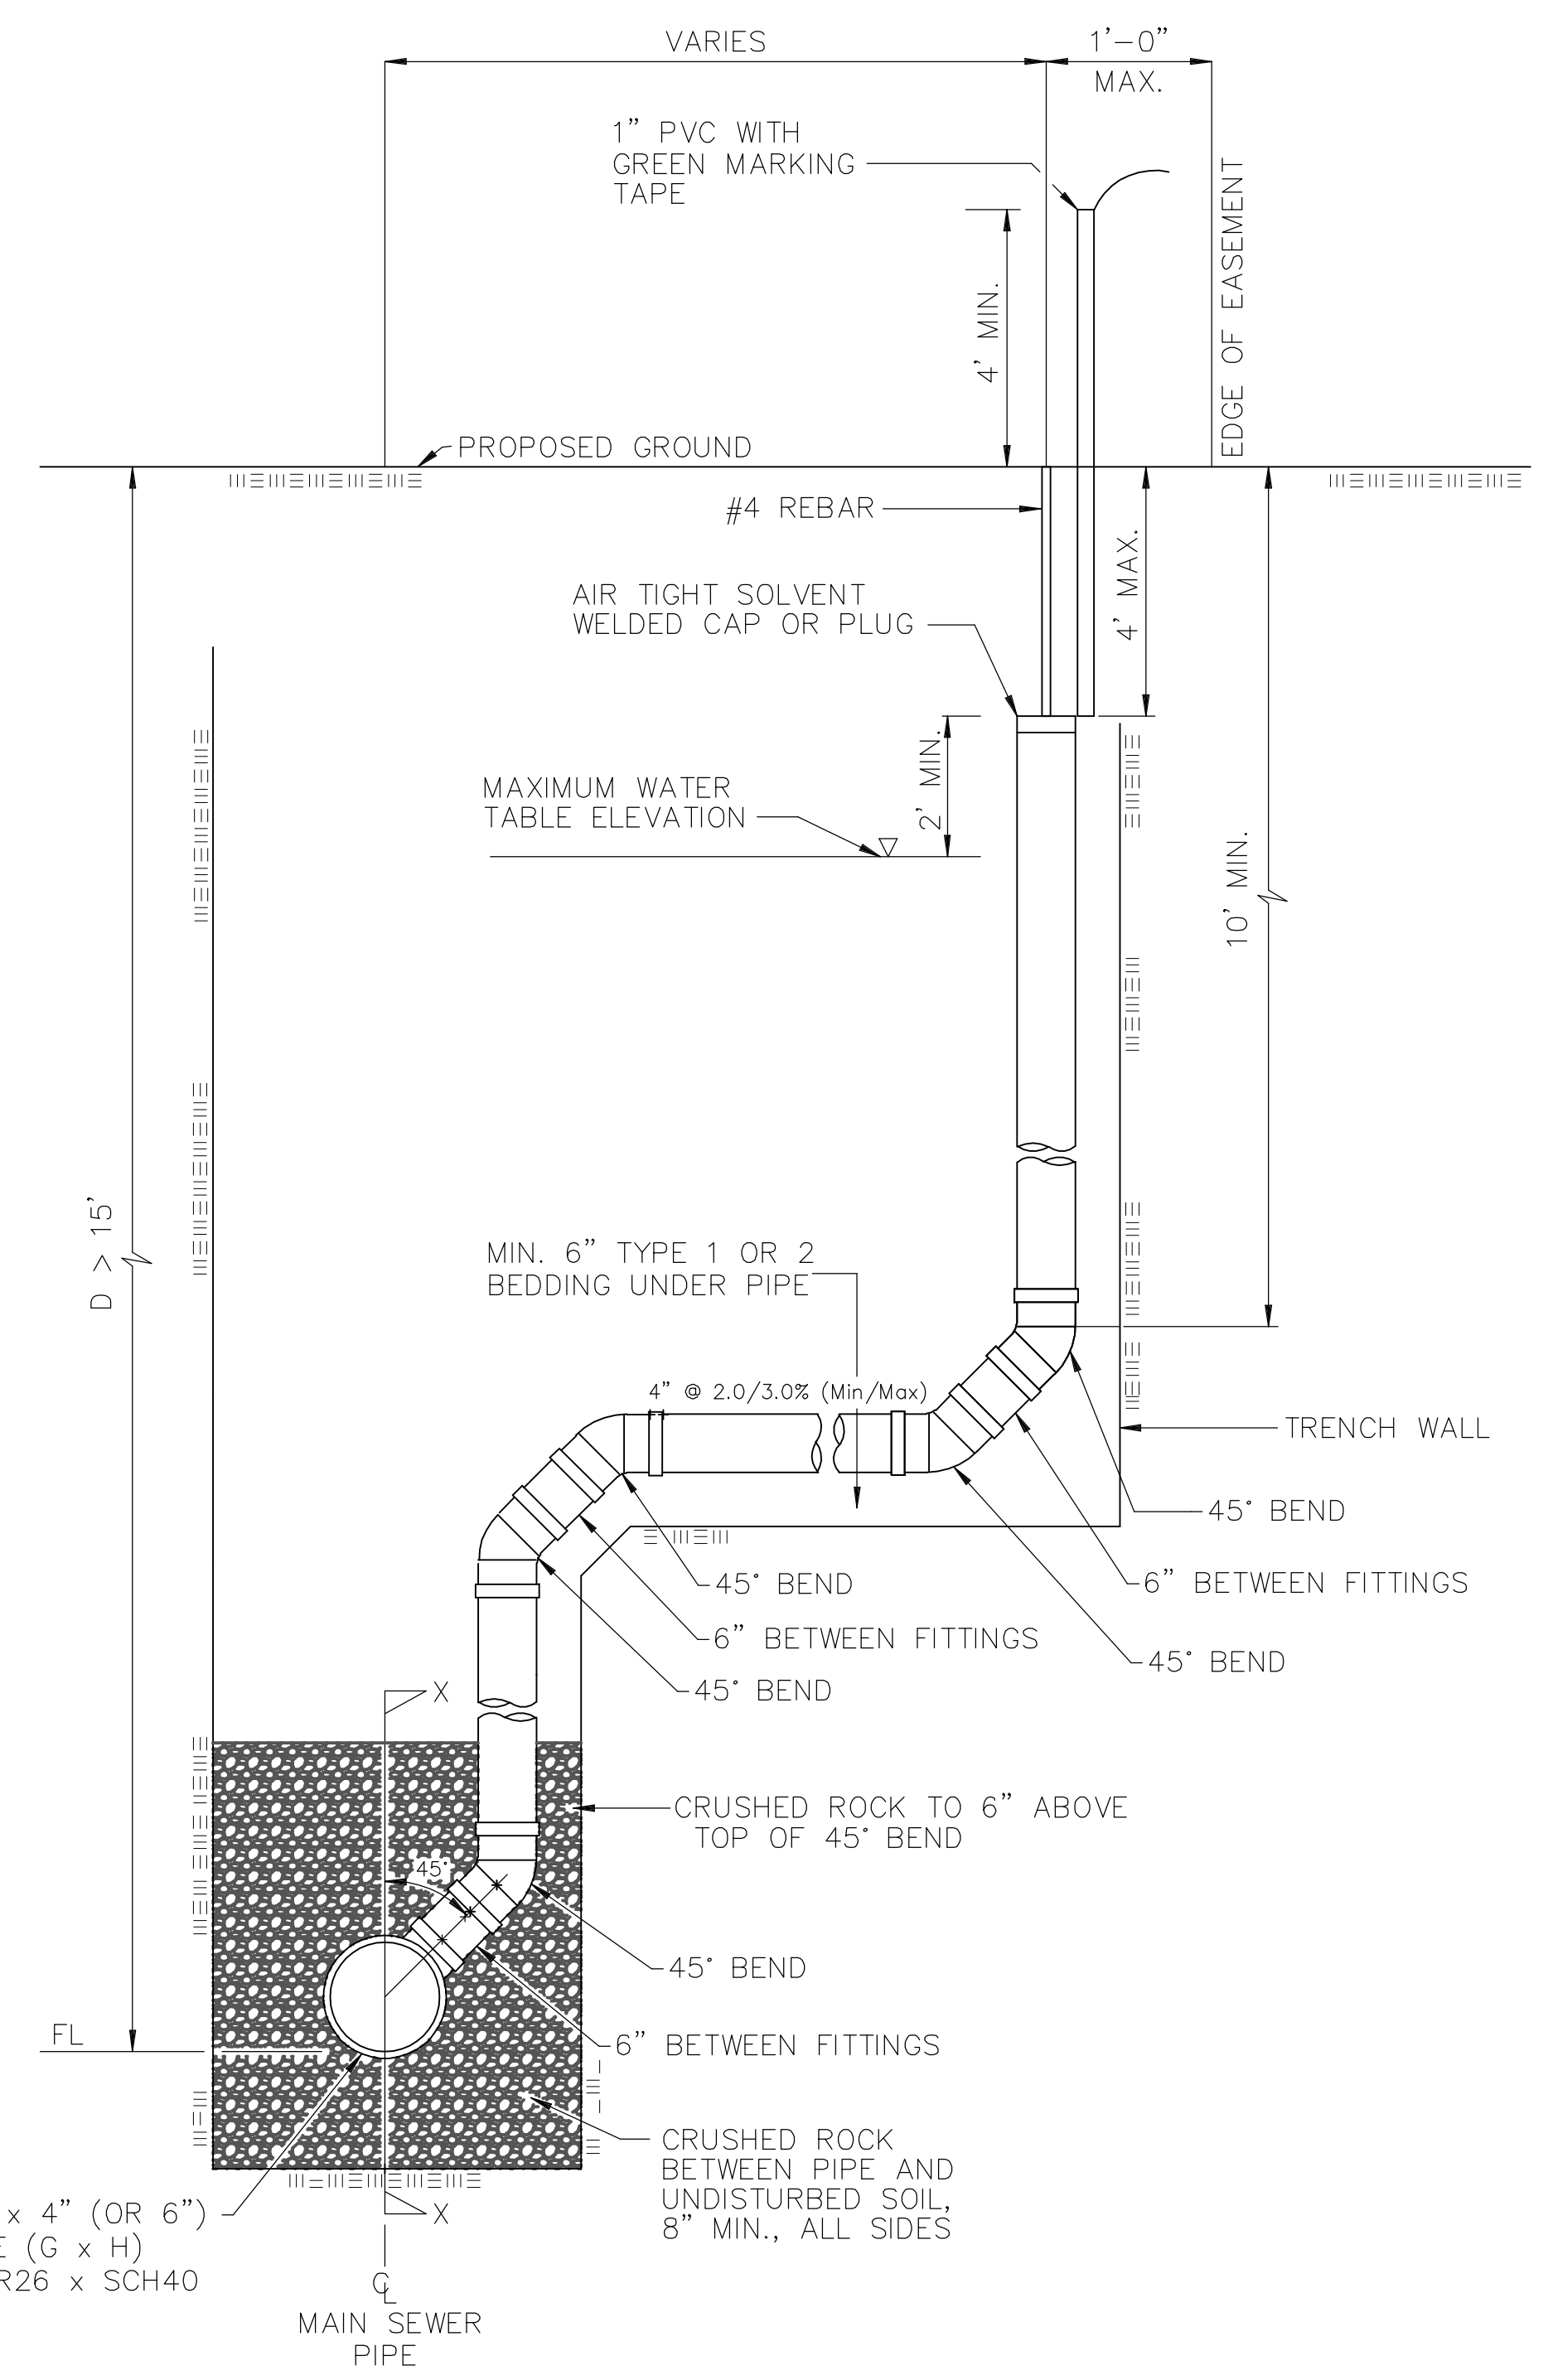 VARIES
1'-0"
MAX.
1" PVC WITH
GREEN MARKING
TAPE
EDGE OF EASEMENT
4' MIN.
PROPOSED GROUND
#4 REBAR
4' MAX.
AIR TIGHT SOLVENT
WELDED CAP OR PLUG
2' MIN.
MAXIMUM WATER
TABLE ELEVATION
10' MIN.
D > 15'
MIN. 6" TYPE 1 OR 2
BEDDING UNDER PIPE
4" @ 2.0/3.0% (Min/Max)
TRENCH WALL
45° BEND
6" BETWEEN FITTINGS
45° BEND
45° BEND
6" BETWEEN FITTINGS
45° BEND
X
CRUSHED ROCK TO 6" ABOVE
TOP OF 45° BEND
45°
45° BEND
FL
6" BETWEEN FITTINGS
CRUSHED ROCK
BETWEEN PIPE AND
UNDISTURBED SOIL,
8" MIN., ALL SIDES
X
x 4" (OR 6")
E (G x H)
R26 x SCH40
CL
MAIN SEWER
PIPE